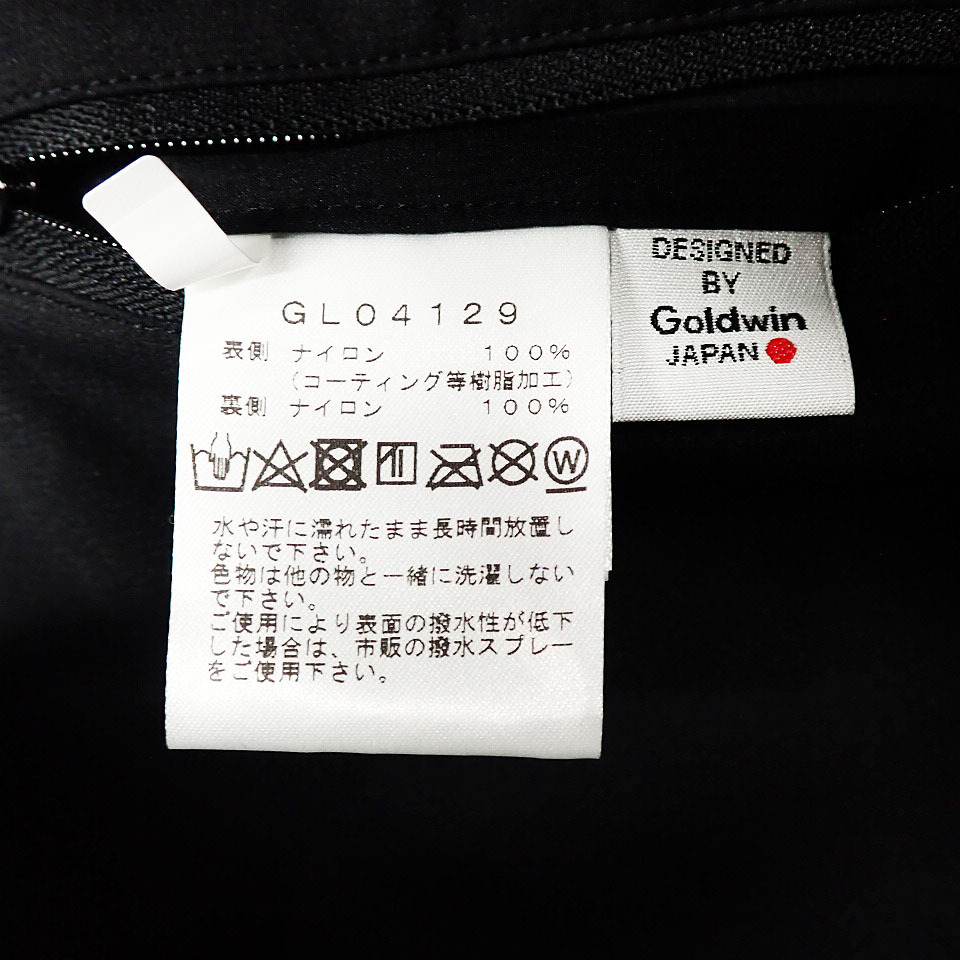 GL04129
表側 ナイロン 100%
(コーティング等樹脂加工)
裏側 ナイロン 100%
W
水や汗に濡れたまま長時間放置し
ないで下さい。
色物は他の物と一緒に洗濯しない
で下さい。
ご使用により表面の撥水性が低下
した場合は、市販の撥水スプレー
をご使用下さい。
DESIGNED
BY
Goldwin
JAPAN